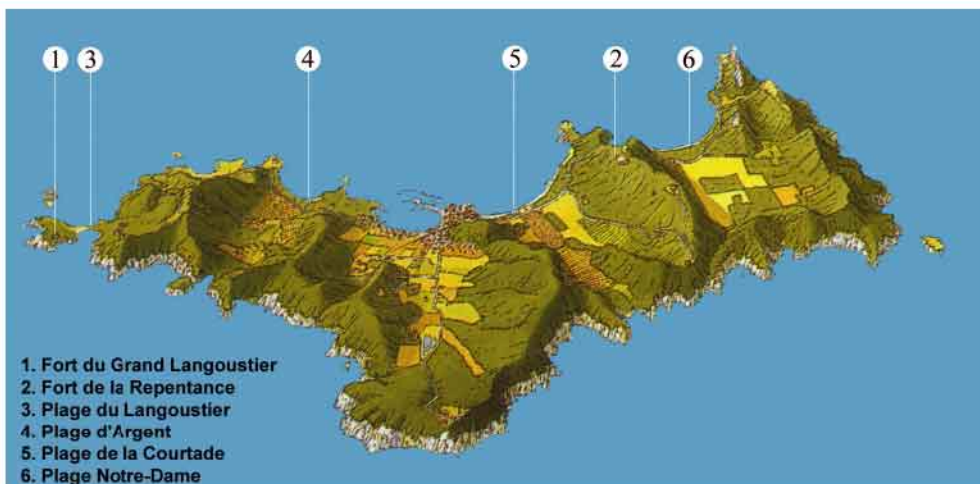 1 3 4 5 2 6
1. Fort du Grand Langoustier
2. Fort de la Repentance
3. Plage du Langoustier
4. Plage d'Argent
5. Plage de la Courtade
6. Plage Notre-Dame